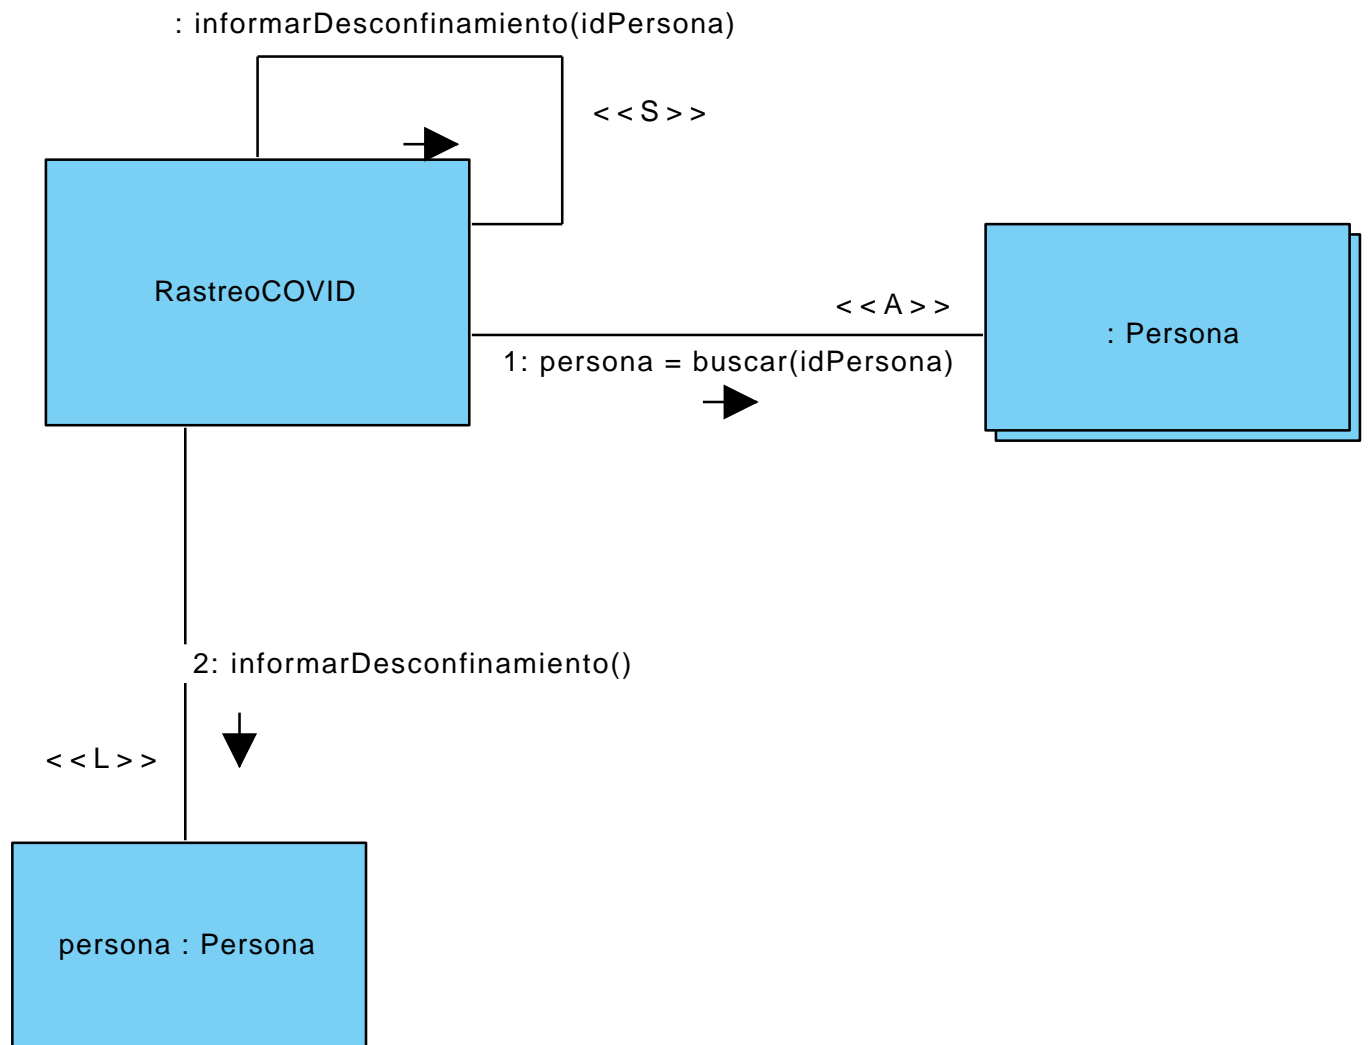 : informarDesconfinamiento(idPersona)
<<S>>
RastreoCOVID
<<A>>
: Persona
1: persona = buscar(idPersona)
2: informarDesconfinamiento()
<<L>>
persona : Persona